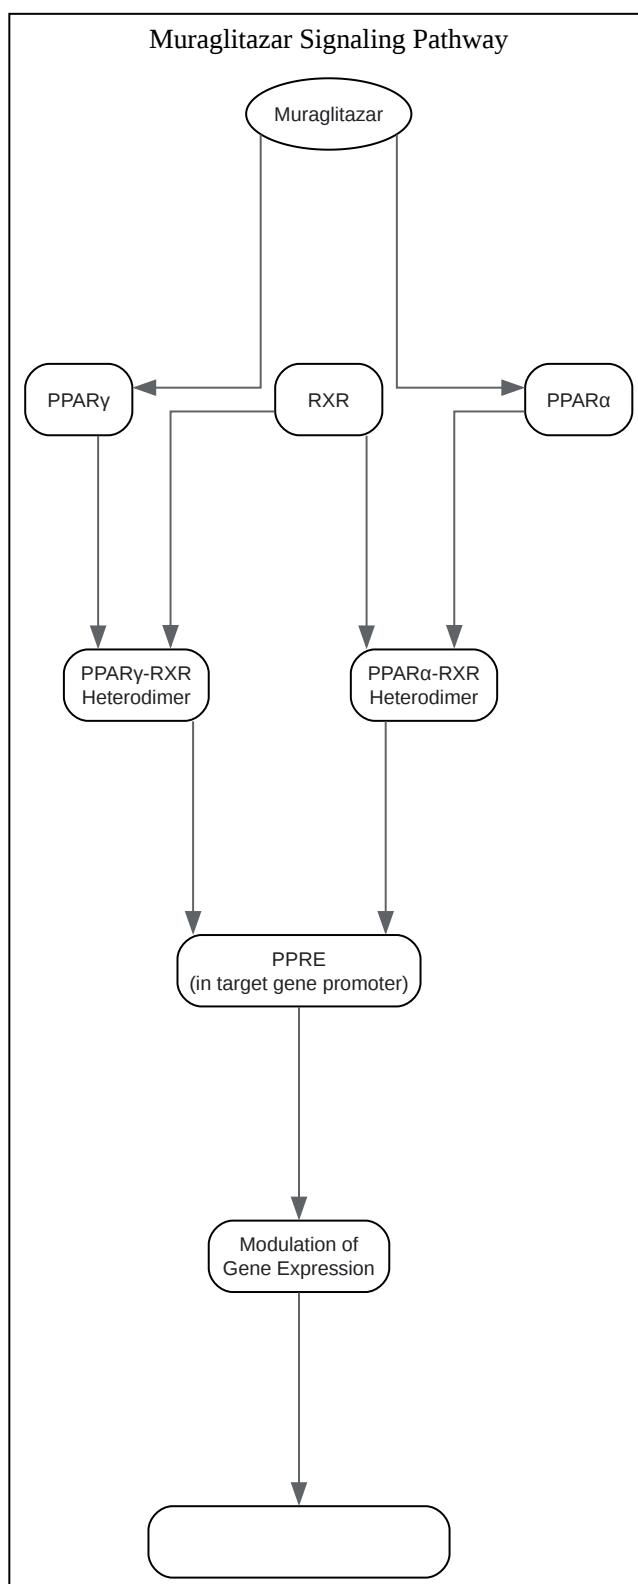 Muraglitazar Signaling Pathway
Muraglitazar
PPARγ
RXR
PPARα
PPARγ-RXR
Heterodimer
PPARα-RXR
Heterodimer
PPRE
(in target gene promoter)
Modulation of
Gene Expression